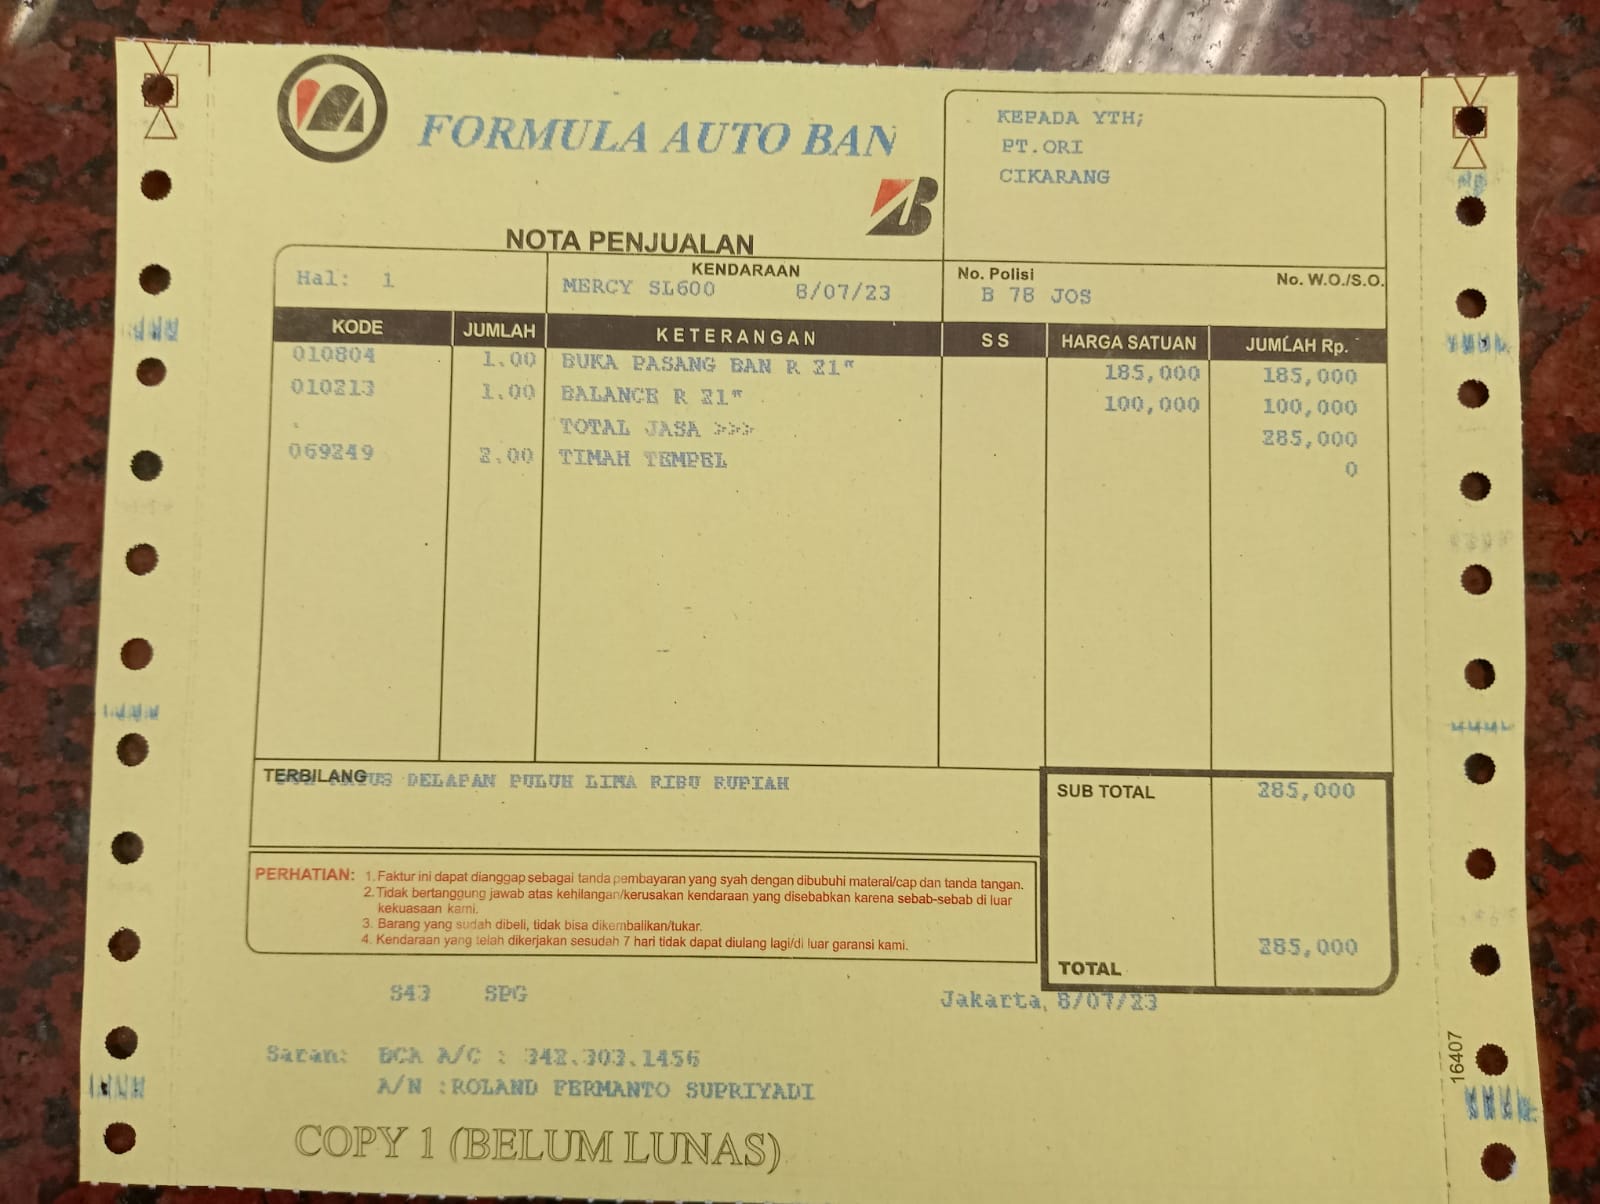 FORMULA AUTO BAN
KEPADA YTH;
PT.ORI
CIKARANG
NOTA PENJUALAN
Hal: 1
KENDARAAN
MERCY SL600 8/07/23
No. Polisi
B 78 JOS
No. W.O./S.O.
KODE JUMLAH KETERANGAN SS HARGA SATUAN JUMLAH Rp.
010804 1.00 BUKA PASANG BAN R 21" 185,000 185,000
010213 1.00 BALANCE R 21" 100,000 100,000
. TOTAL JASA >>> 285,000
069249 2.00 TIMAH TEMPEL 0
TERBILANG DELAPAN PULUH LIMA RIBU RUPIAH
SUB TOTAL 285,000
PERHATIAN: 1. Faktur ini dapat dianggap sebagai tanda pembayaran yang syah dengan dibubuhi materai/cap dan tanda tangan.
2. Tidak bertanggung jawab atas kehilangan/kerusakan kendaraan yang disebabkan karena sebab-sebab di luar
kekuasaan kami.
3. Barang yang sudah dibeli, tidak bisa dikembalikan/tukar.
4. Kendaraan yang telah dikerjakan sesudah 7 hari tidak dapat diulang lagi/di luar garansi kami.
TOTAL 285,000
S43 SPG
Jakarta, 8/07/23
Saran: BCA A/C : 342.303.1456
A/N :ROLAND FERMANTO SUPRIYADI
COPY 1 (BELUM LUNAS)
16407